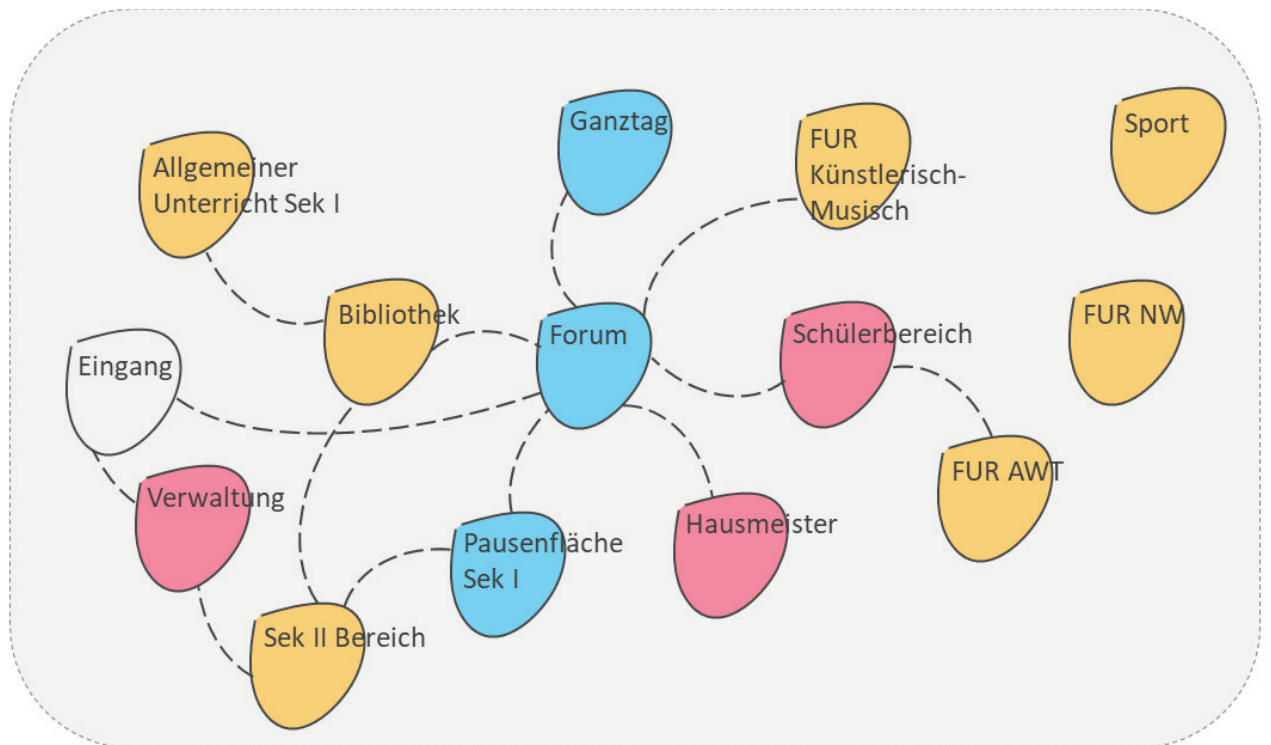 Ganztag
FUR
Künstlerisch-
Musisch
Sport
Allgemeiner
Unterricht Sek I
Bibliothek
Forum
Schülerbereich
FUR NW
Eingang
Verwaltung
FUR AWT
Hausmeister
Pausenfläche
Sek I
Sek II Bereich